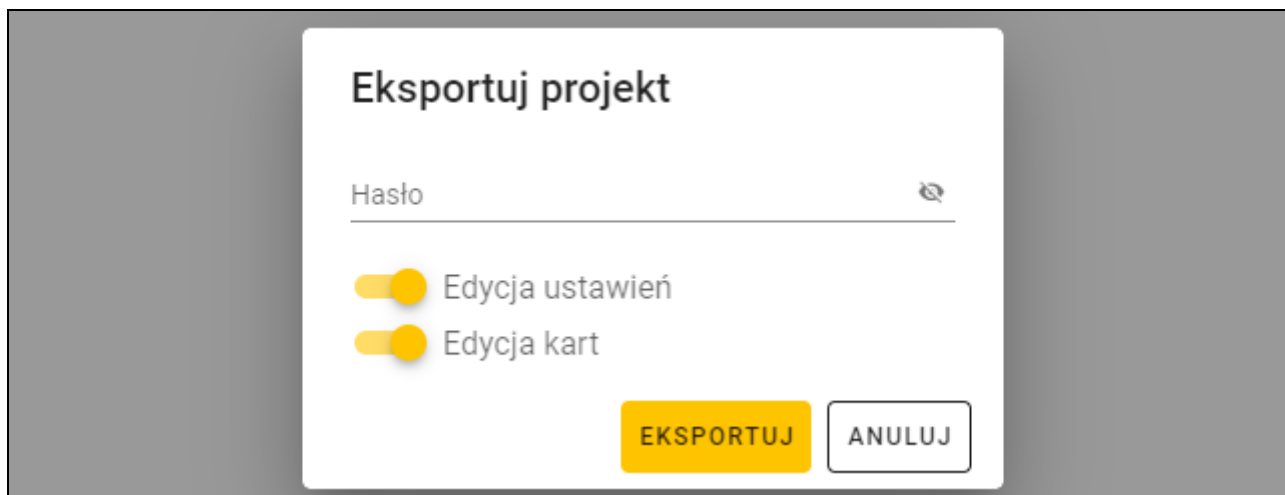 Eksportuj projekt
Hasło
Edycja ustawień
Edycja kart
EKSPORTUJ ANULUJ